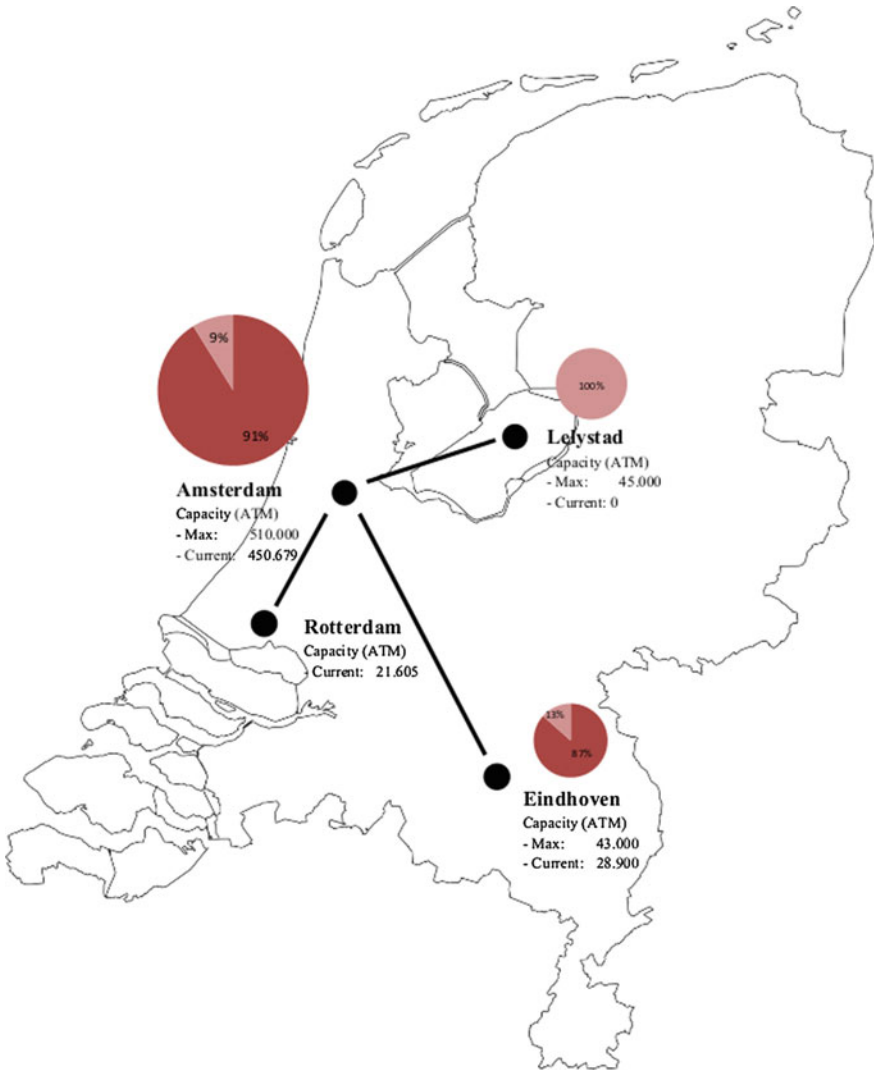 9%
91%
Amsterdam
Capacity (ATM)
- Max: 510.000
- Current: 450.679
100%
Lelystad
Capacity (ATM)
- Max: 45.000
- Current: 0
Rotterdam
Capacity (ATM)
Current: 21.605
13%
87%
Eindhoven
Capacity (ATM)
- Max: 43.000
- Current: 28.900